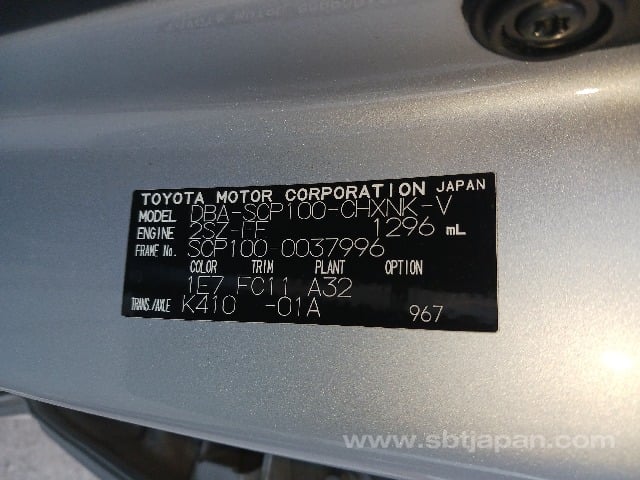 TOYOTA MOTOR CORPORATION JAPAN
MODEL DBA-SCP100-CHXNK-V
ENGINE 2SZ-FE 1296 mL
FRAME No. SCP100-0037996
COLOR TRIM PLANT OPTION
1E7 FC11 A32
TRANS./AXLE K410 -01A 967
www.sbtjapan.com